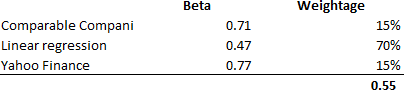 Beta Weightage
Comparable Compani 0.71 15%
Linear regression 0.47 70%
Yahoo Finance 0.77 15%
0.55